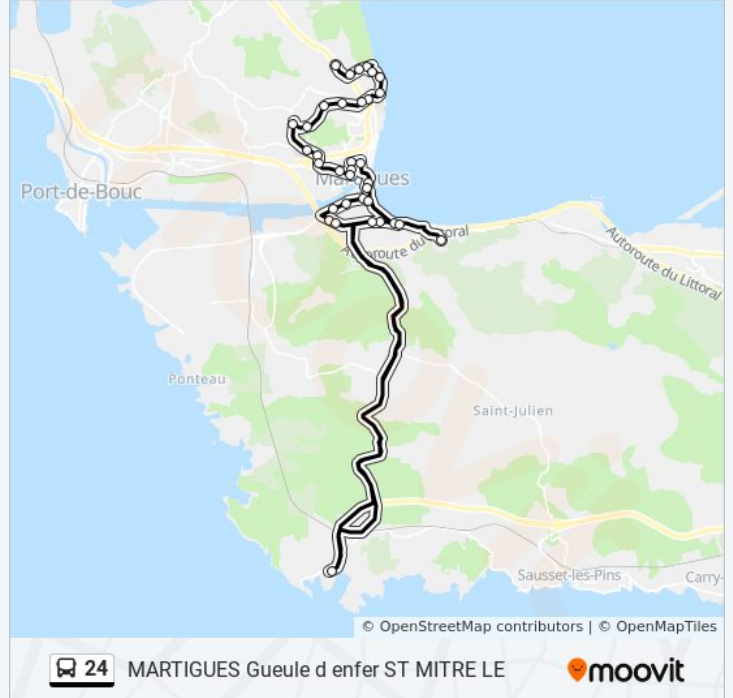 Port-de-Bouc
Martigues
Autoroute du Littoral
Autoroute du Littoral
Ponteau
Saint-Julien
Sausset-les-Pins
Carry-
© OpenStreetMap contributors | © OpenMapTiles
24 MARTIGUES Gueule d enfer ST MITRE LE
moovit